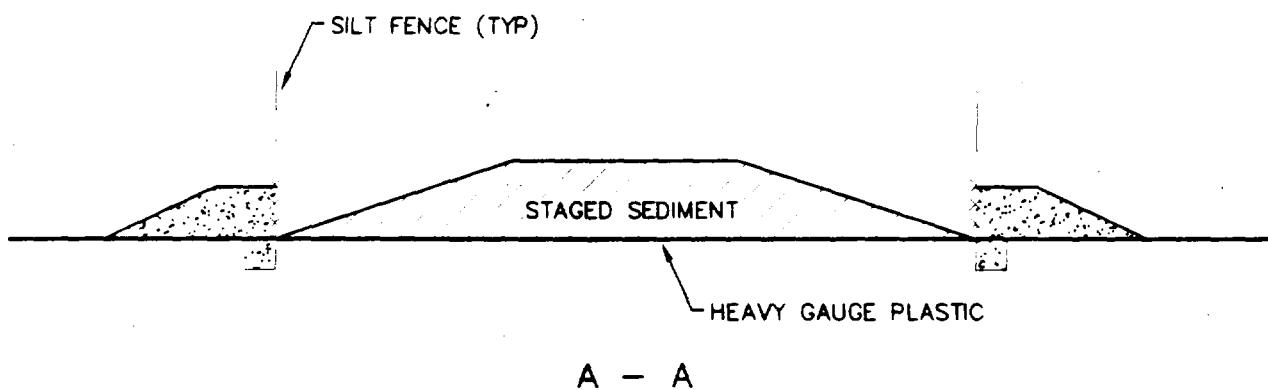 SILT FENCE (TYP)
STAGED SEDIMENT
HEAVY GAUGE PLASTIC
A - A